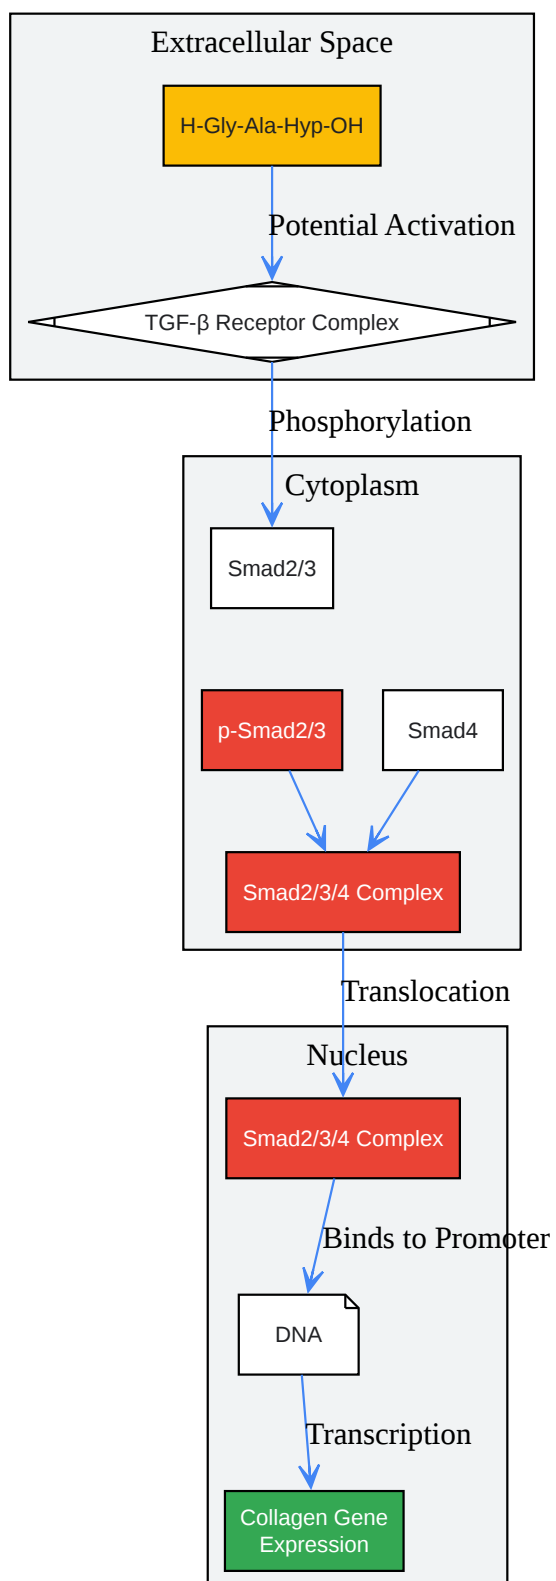 Extracellular Space
H-Gly-Ala-Hyp-OH
Potential Activation
TGF-β Receptor Complex
Phosphorylation
Cytoplasm
Smad2/3
p-Smad2/3
Smad4
Smad2/3/4 Complex
Translocation
Nucleus
Smad2/3/4 Complex
Binds to Promoter
DNA
Transcription
Collagen Gene
Expression